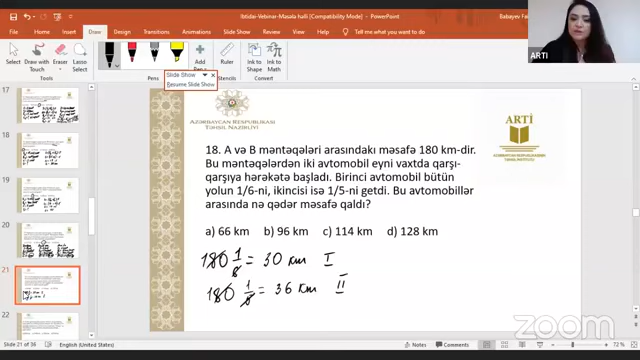 Ibtidai-Vebinar-Masala halli [Compatibility Mode] - PowerPoint
Babayev Fai
File
Home
Insert
Draw
Design
Transitions
Animations
Slide Show
Review
View
Help
Tell me what you want to do
Select
Draw with Touch
Eraser
Lasso Select
Add Pen
Ruler
Ink to Shape
Ink to Math
Tools
Pens
Convert
Slide Show
Resume Slide Show
ARTI
17
18
19
20
21
AZƏRBAYCAN RESPUBLİKASI
TƏHSİL NAZİRLİYİ
ARTİ
18. A və B məntəqələri arasındakı məsafə 180 km-dir.
Bu məntəqələrdən iki avtomobil eyni vaxtda qarşı-
qarşıya hərəkətə başladı. Birinci avtomobil bütün
yolun 1/6-ni, ikincisi isə 1/5-ni getdi. Bu avtomobillər
arasında nə qədər məsafə qaldı?
a) 66 km b) 96 km c) 114 km d) 128 km
180 1/6 = 30 km I
180 1/5 = 36 km II
Slide 21 of 36
English (United States)
Notes
Comments
72 %
zoom